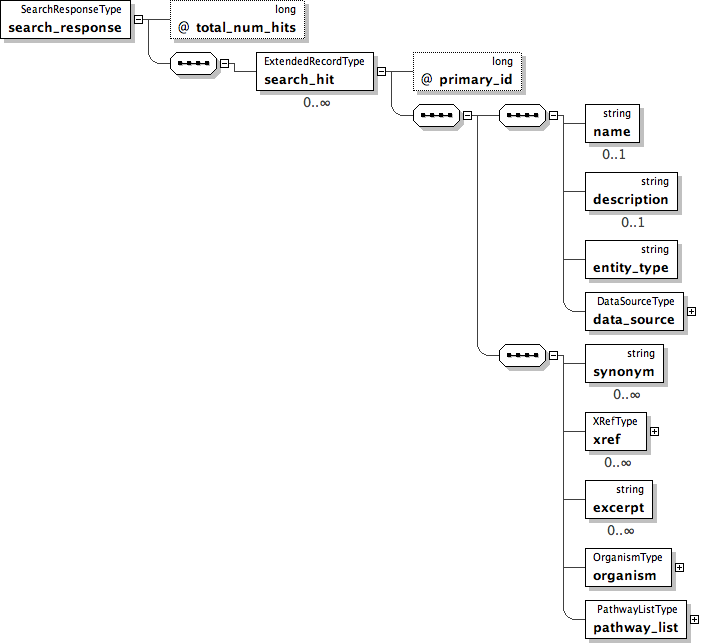 SearchResponseType
search_response
long
@ total_num_hits
ExtendedRecordType
search_hit
0..∞
long
@ primary_id
string
name
0..1
string
description
0..1
string
entity_type
DataSourceType
data_source
string
synonym
0..∞
XRefType
xref
0..∞
string
excerpt
0..∞
OrganismType
organism
PathwayListType
pathway_list